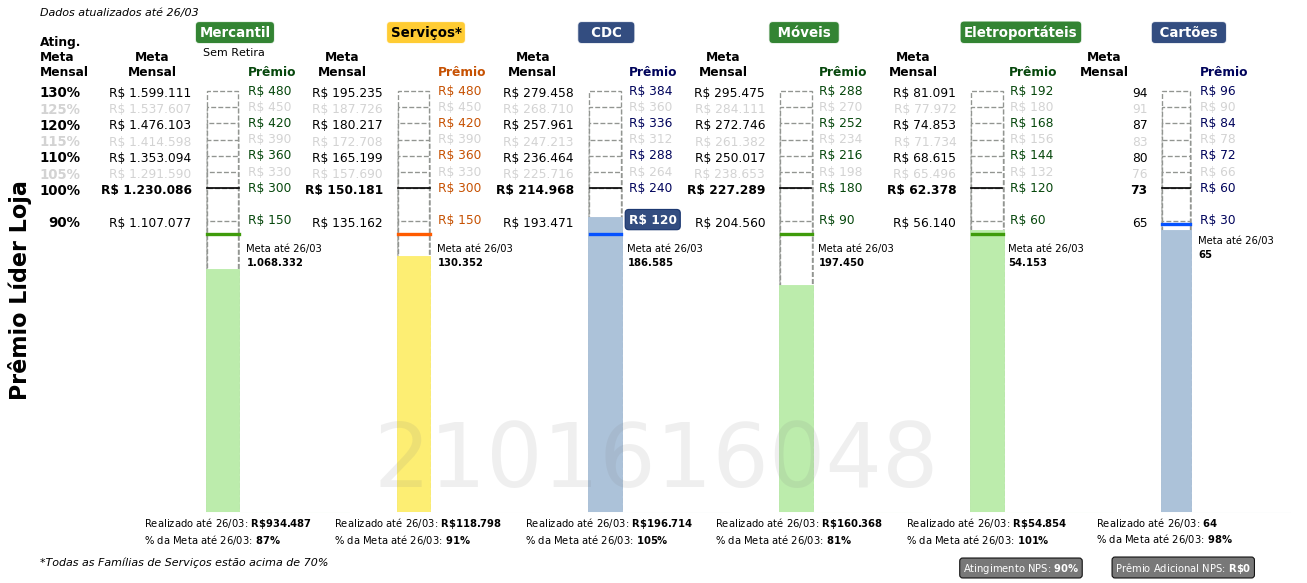 Dados atualizados até 26/03
Mercantil Serviços* CDC Móveis Eletroportáteis Cartões
Sem Retira
Ating. Meta Mensal
Meta Mensal Prêmio Meta Mensal Prêmio Meta Mensal Prêmio Meta Mensal Prêmio Meta Mensal Prêmio Meta Mensal Prêmio
130% R$ 1.599.111 R$ 480 R$ 195.235 R$ 480 R$ 279.458 R$ 384 R$ 295.475 R$ 288 R$ 81.091 R$ 192 94 R$ 96
125% R$ 1.537.607 R$ 450 R$ 187.726 R$ 450 R$ 268.710 R$ 360 R$ 284.111 R$ 270 R$ 77.972 R$ 180 91 R$ 90
120% R$ 1.476.103 R$ 420 R$ 180.217 R$ 420 R$ 257.961 R$ 336 R$ 272.746 R$ 252 R$ 74.853 R$ 168 87 R$ 84
115% R$ 1.414.598 R$ 390 R$ 172.708 R$ 390 R$ 247.213 R$ 312 R$ 261.382 R$ 234 R$ 71.734 R$ 156 83 R$ 78
110% R$ 1.353.094 R$ 360 R$ 165.199 R$ 360 R$ 236.464 R$ 288 R$ 250.017 R$ 216 R$ 68.615 R$ 144 80 R$ 72
105% R$ 1.291.590 R$ 330 R$ 157.690 R$ 330 R$ 225.716 R$ 264 R$ 238.653 R$ 198 R$ 65.496 R$ 132 76 R$ 66
100% R$ 1.230.086 R$ 300 R$ 150.181 R$ 300 R$ 214.968 R$ 240 R$ 227.289 R$ 180 R$ 62.378 R$ 120 73 R$ 60
90% R$ 1.107.077 R$ 150 R$ 135.162 R$ 150 R$ 193.471 R$ 120 R$ 204.560 R$ 90 R$ 56.140 R$ 60 65 R$ 30
Meta até 26/03 Meta até 26/03 Meta até 26/03 Meta até 26/03 Meta até 26/03 Meta até 26/03
1.068.332 130.352 186.585 197.450 54.153 65
Prêmio Líder Loja
2101616048
Realizado até 26/03: R$934.487 Realizado até 26/03: R$118.798 Realizado até 26/03: R$196.714 Realizado até 26/03: R$160.368 Realizado até 26/03: R$54.854 Realizado até 26/03: 64
% da Meta até 26/03: 87% % da Meta até 26/03: 91% % da Meta até 26/03: 105% % da Meta até 26/03: 81% % da Meta até 26/03: 101% % da Meta até 26/03: 98%
*Todas as Famílias de Serviços estão acima de 70%
Atingimento NPS: 90% Prêmio Adicional NPS: R$0